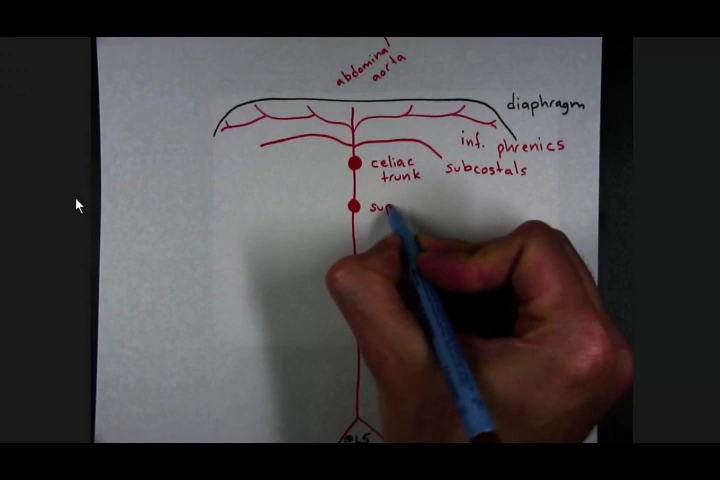 abdominal
aorta
diaphragm
inf. phrenics
subcostals
celiac
trunk
sup
@L5